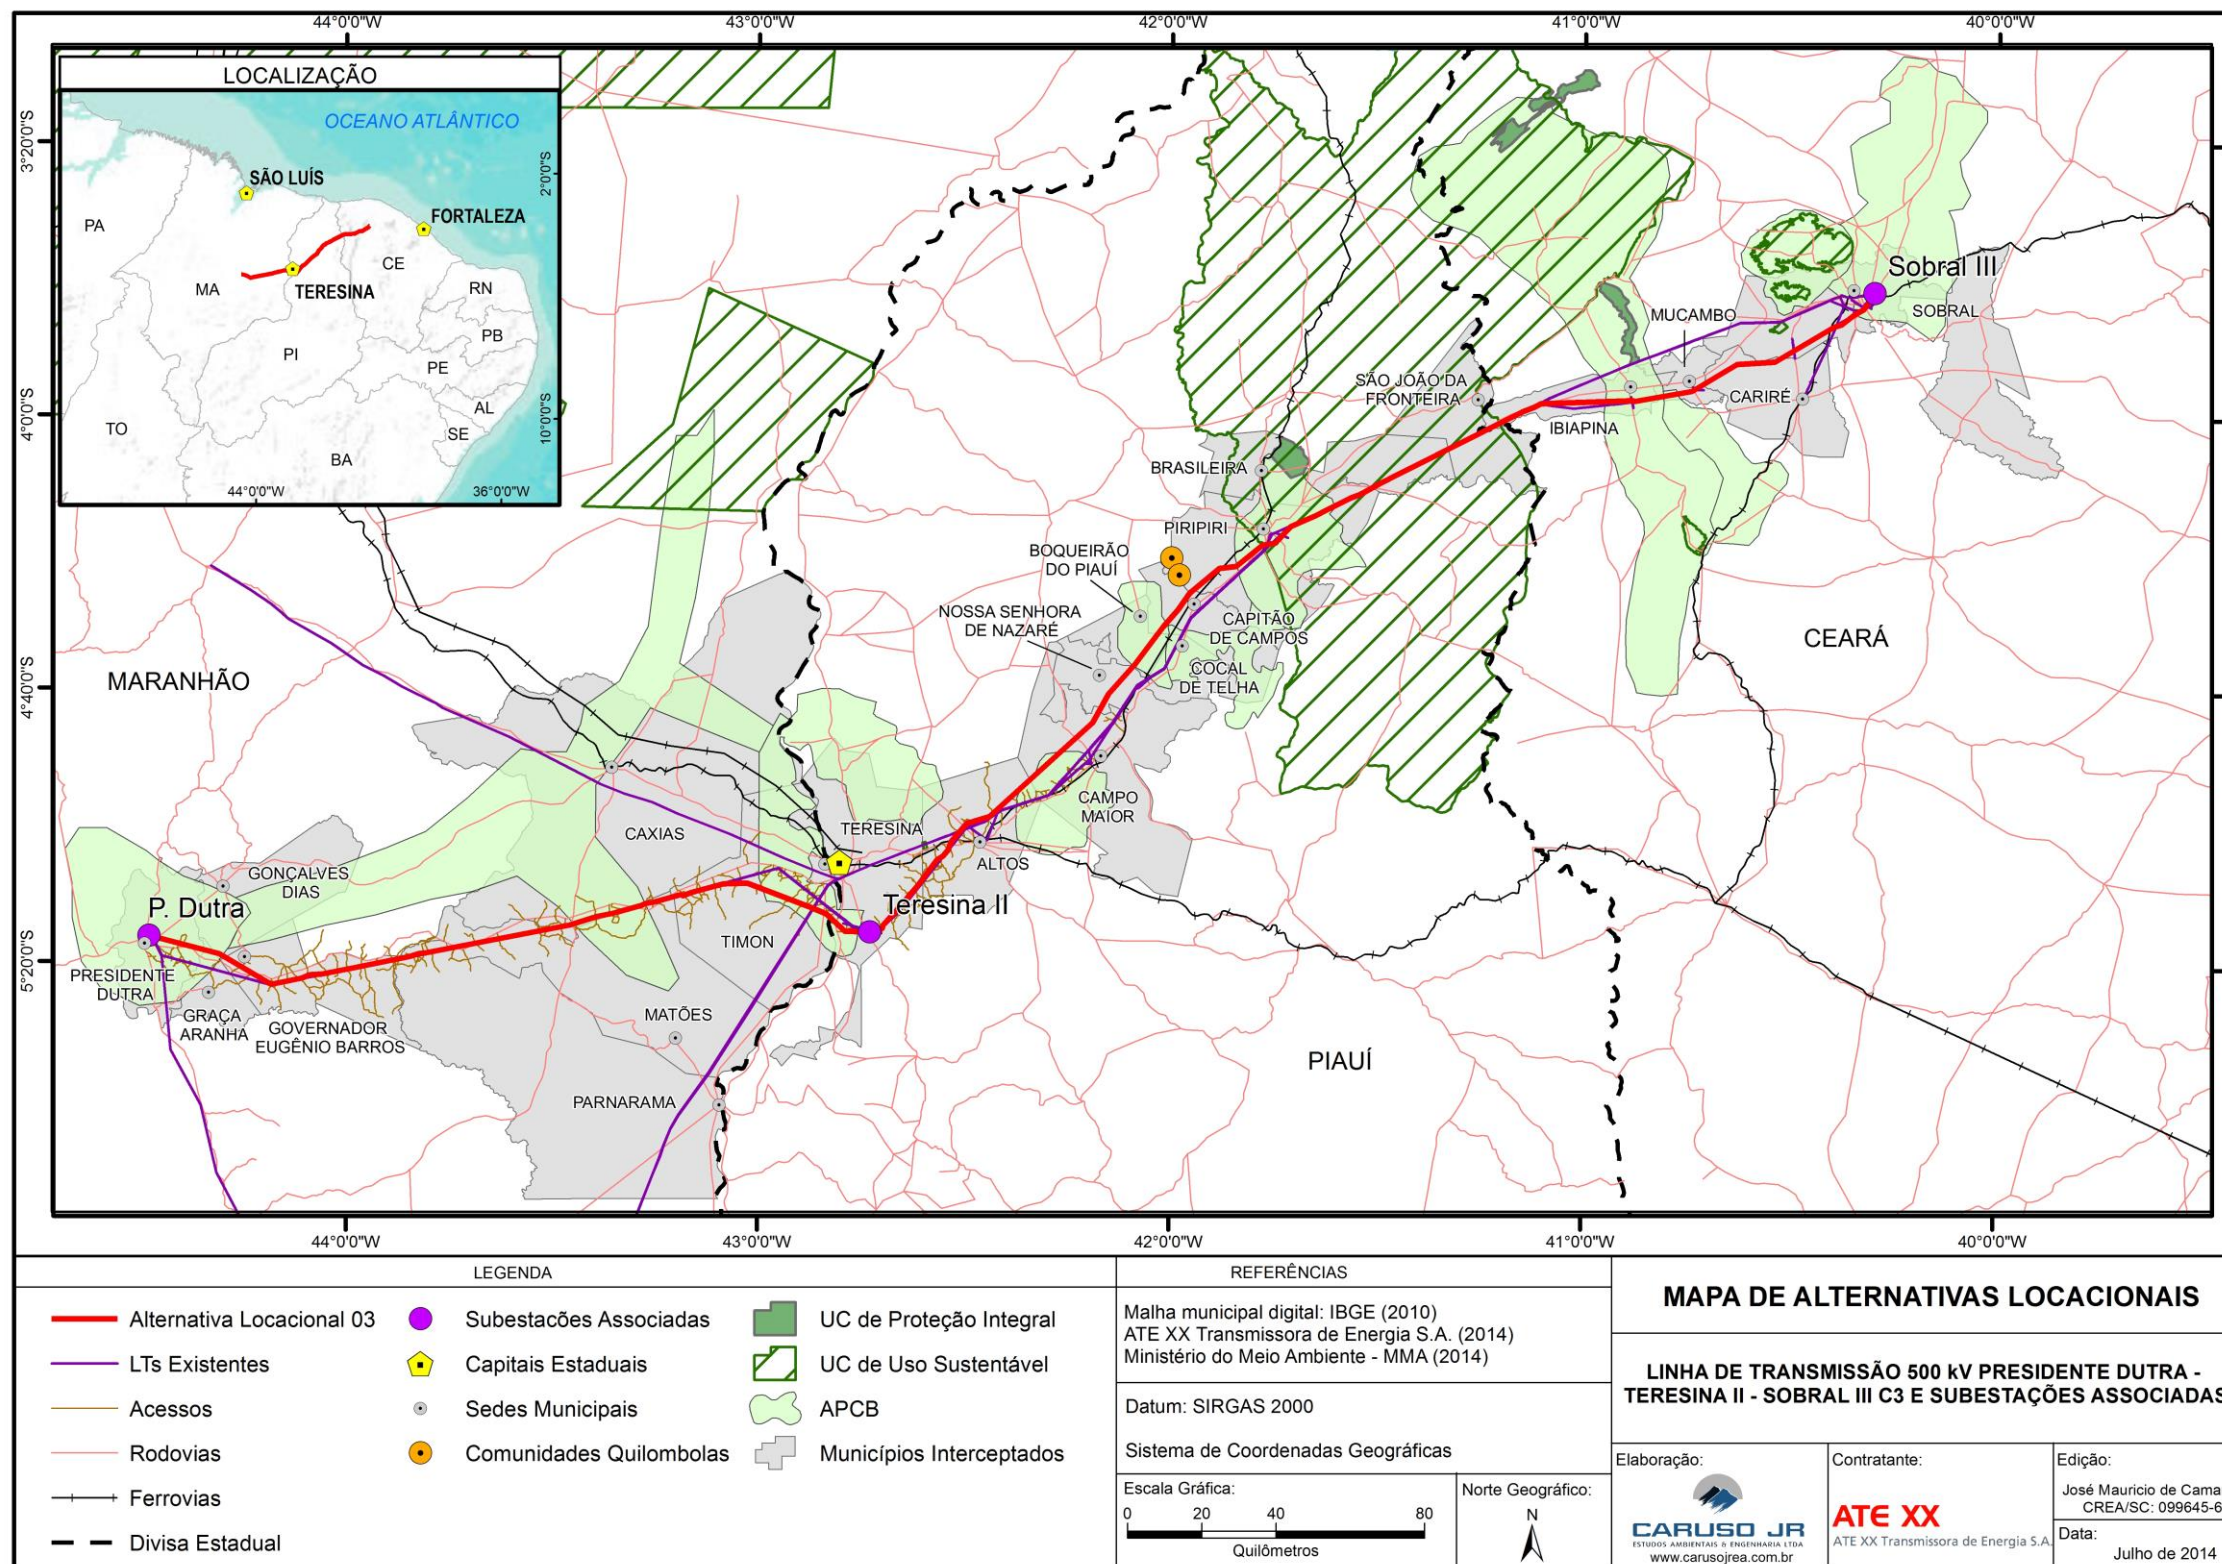 44°0'0"W
43°0'0"W
42°0'0"W
41°0'0"W
40°0'0"W
3°20'0"S
4°0'0"S
4°40'0"S
5°20'0"S
LOCALIZAÇÃO
OCEANO ATLÂNTICO
SÃO LUÍS
FORTALEZA
TERESINA
PA
MA
CE
RN
PB
PI
PE
AL
SE
TO
BA
2°0'0"S
10°0'0"S
44°0'0"W
36°0'0"W
Sobral III
SOBRAL
MUCAMBO
SÃO JOÃO DA
FRONTEIRA
CARIRÉ
IBIAPINA
BRASILEIRA
PIRIPIRI
BOQUEIRÃO
DO PIAUÍ
NOSSA SENHORA
DE NAZARÉ
CAPITÃO
DE CAMPOS
COCAL
DE TELHA
CEARÁ
MARANHÃO
CAMPO
MAIOR
CAXIAS
TERESINA
ALTOS
GONÇALVES
DIAS
P. Dutra
Teresina II
TIMON
PRESIDENTE
DUTRA
GRAÇA
ARANHA
GOVERNADOR
EUGÊNIO BARROS
MATÕES
PARNARAMA
PIAUÍ
44°0'0"W
43°0'0"W
42°0'0"W
41°0'0"W
40°0'0"W
LEGENDA
Alternativa Locacional 03
LTs Existentes
Acessos
Rodovias
Ferrovias
Divisa Estadual
Subestacões Associadas
Capitais Estaduais
Sedes Municipais
Comunidades Quilombolas
UC de Proteção Integral
UC de Uso Sustentável
APCB
Municípios Interceptados
REFERÊNCIAS
Malha municipal digital: IBGE (2010)
ATE XX Transmissora de Energia S.A. (2014)
Ministério do Meio Ambiente - MMA (2014)
Datum: SIRGAS 2000
Sistema de Coordenadas Geográficas
Escala Gráfica:
0 20 40 80
Quilômetros
Norte Geográfico:
N
MAPA DE ALTERNATIVAS LOCACIONAIS
LINHA DE TRANSMISSÃO 500 kV PRESIDENTE DUTRA -
TERESINA II - SOBRAL III C3 E SUBESTAÇÕES ASSOCIADAS
Elaboração:
CARUSO JR
ESTUDOS AMBIENTAIS & ENGENHARIA LTDA
www.carusojrea.com.br
Contratante:
ATE XX
ATE XX Transmissora de Energia S.A.
Edição:
José Mauricio de Cama
CREA/SC: 099645-6
Data:
Julho de 2014